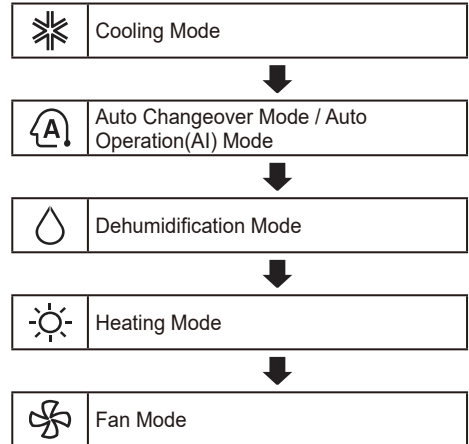 Cooling Mode
A
Auto Changeover Mode / Auto
Operation(AI) Mode
Dehumidification Mode
Heating Mode
Fan Mode